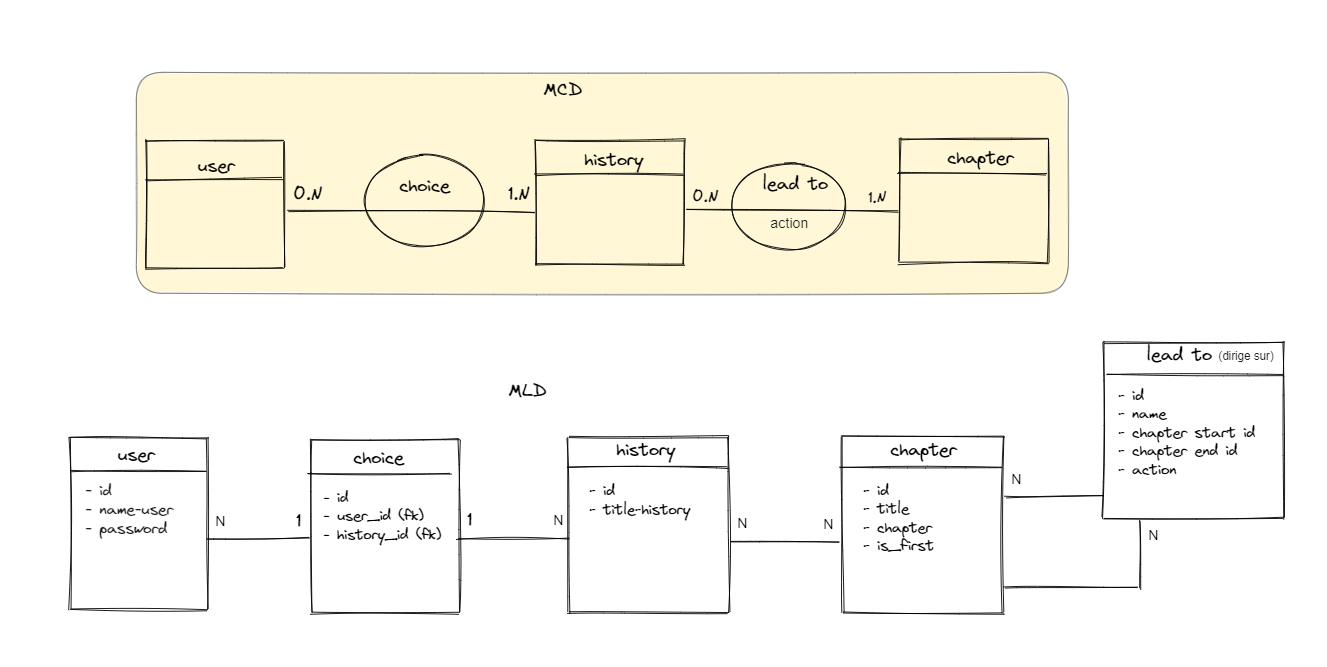 MCD
user
0.N
choice
1.N
history
0.N
lead to
action
1.N
chapter
MLD
user
- id
- name-user
- password
N
1
choice
- id
- user_id (fk)
- history_id (fk)
1
N
history
- id
- title-history
N
N
chapter
- id
- title
- chapter
- is_first
N
lead to (dirige sur)
- id
- name
- chapter start id
- chapter end id
- action
N